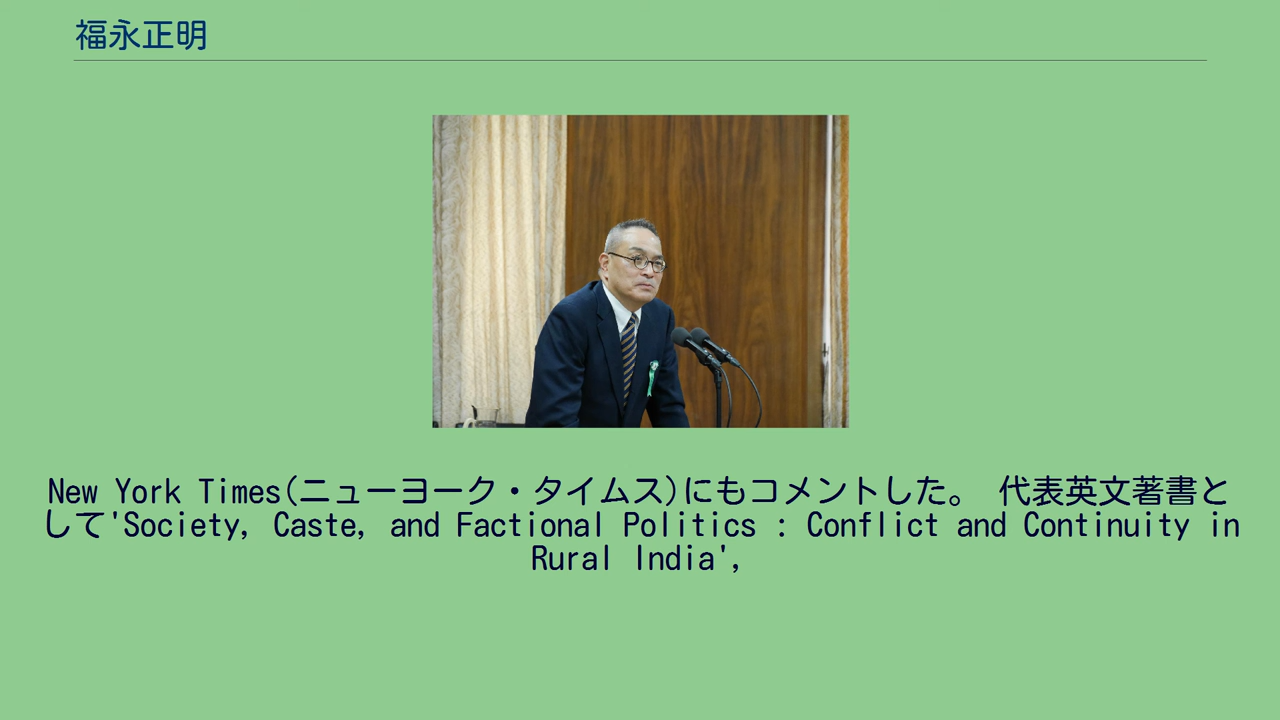 福永正明
New York Times(ニューヨーク・タイムス)にもコメントした。 代表英文著書と
して'Society, Caste, and Factional Politics : Conflict and Continuity in
Rural India',